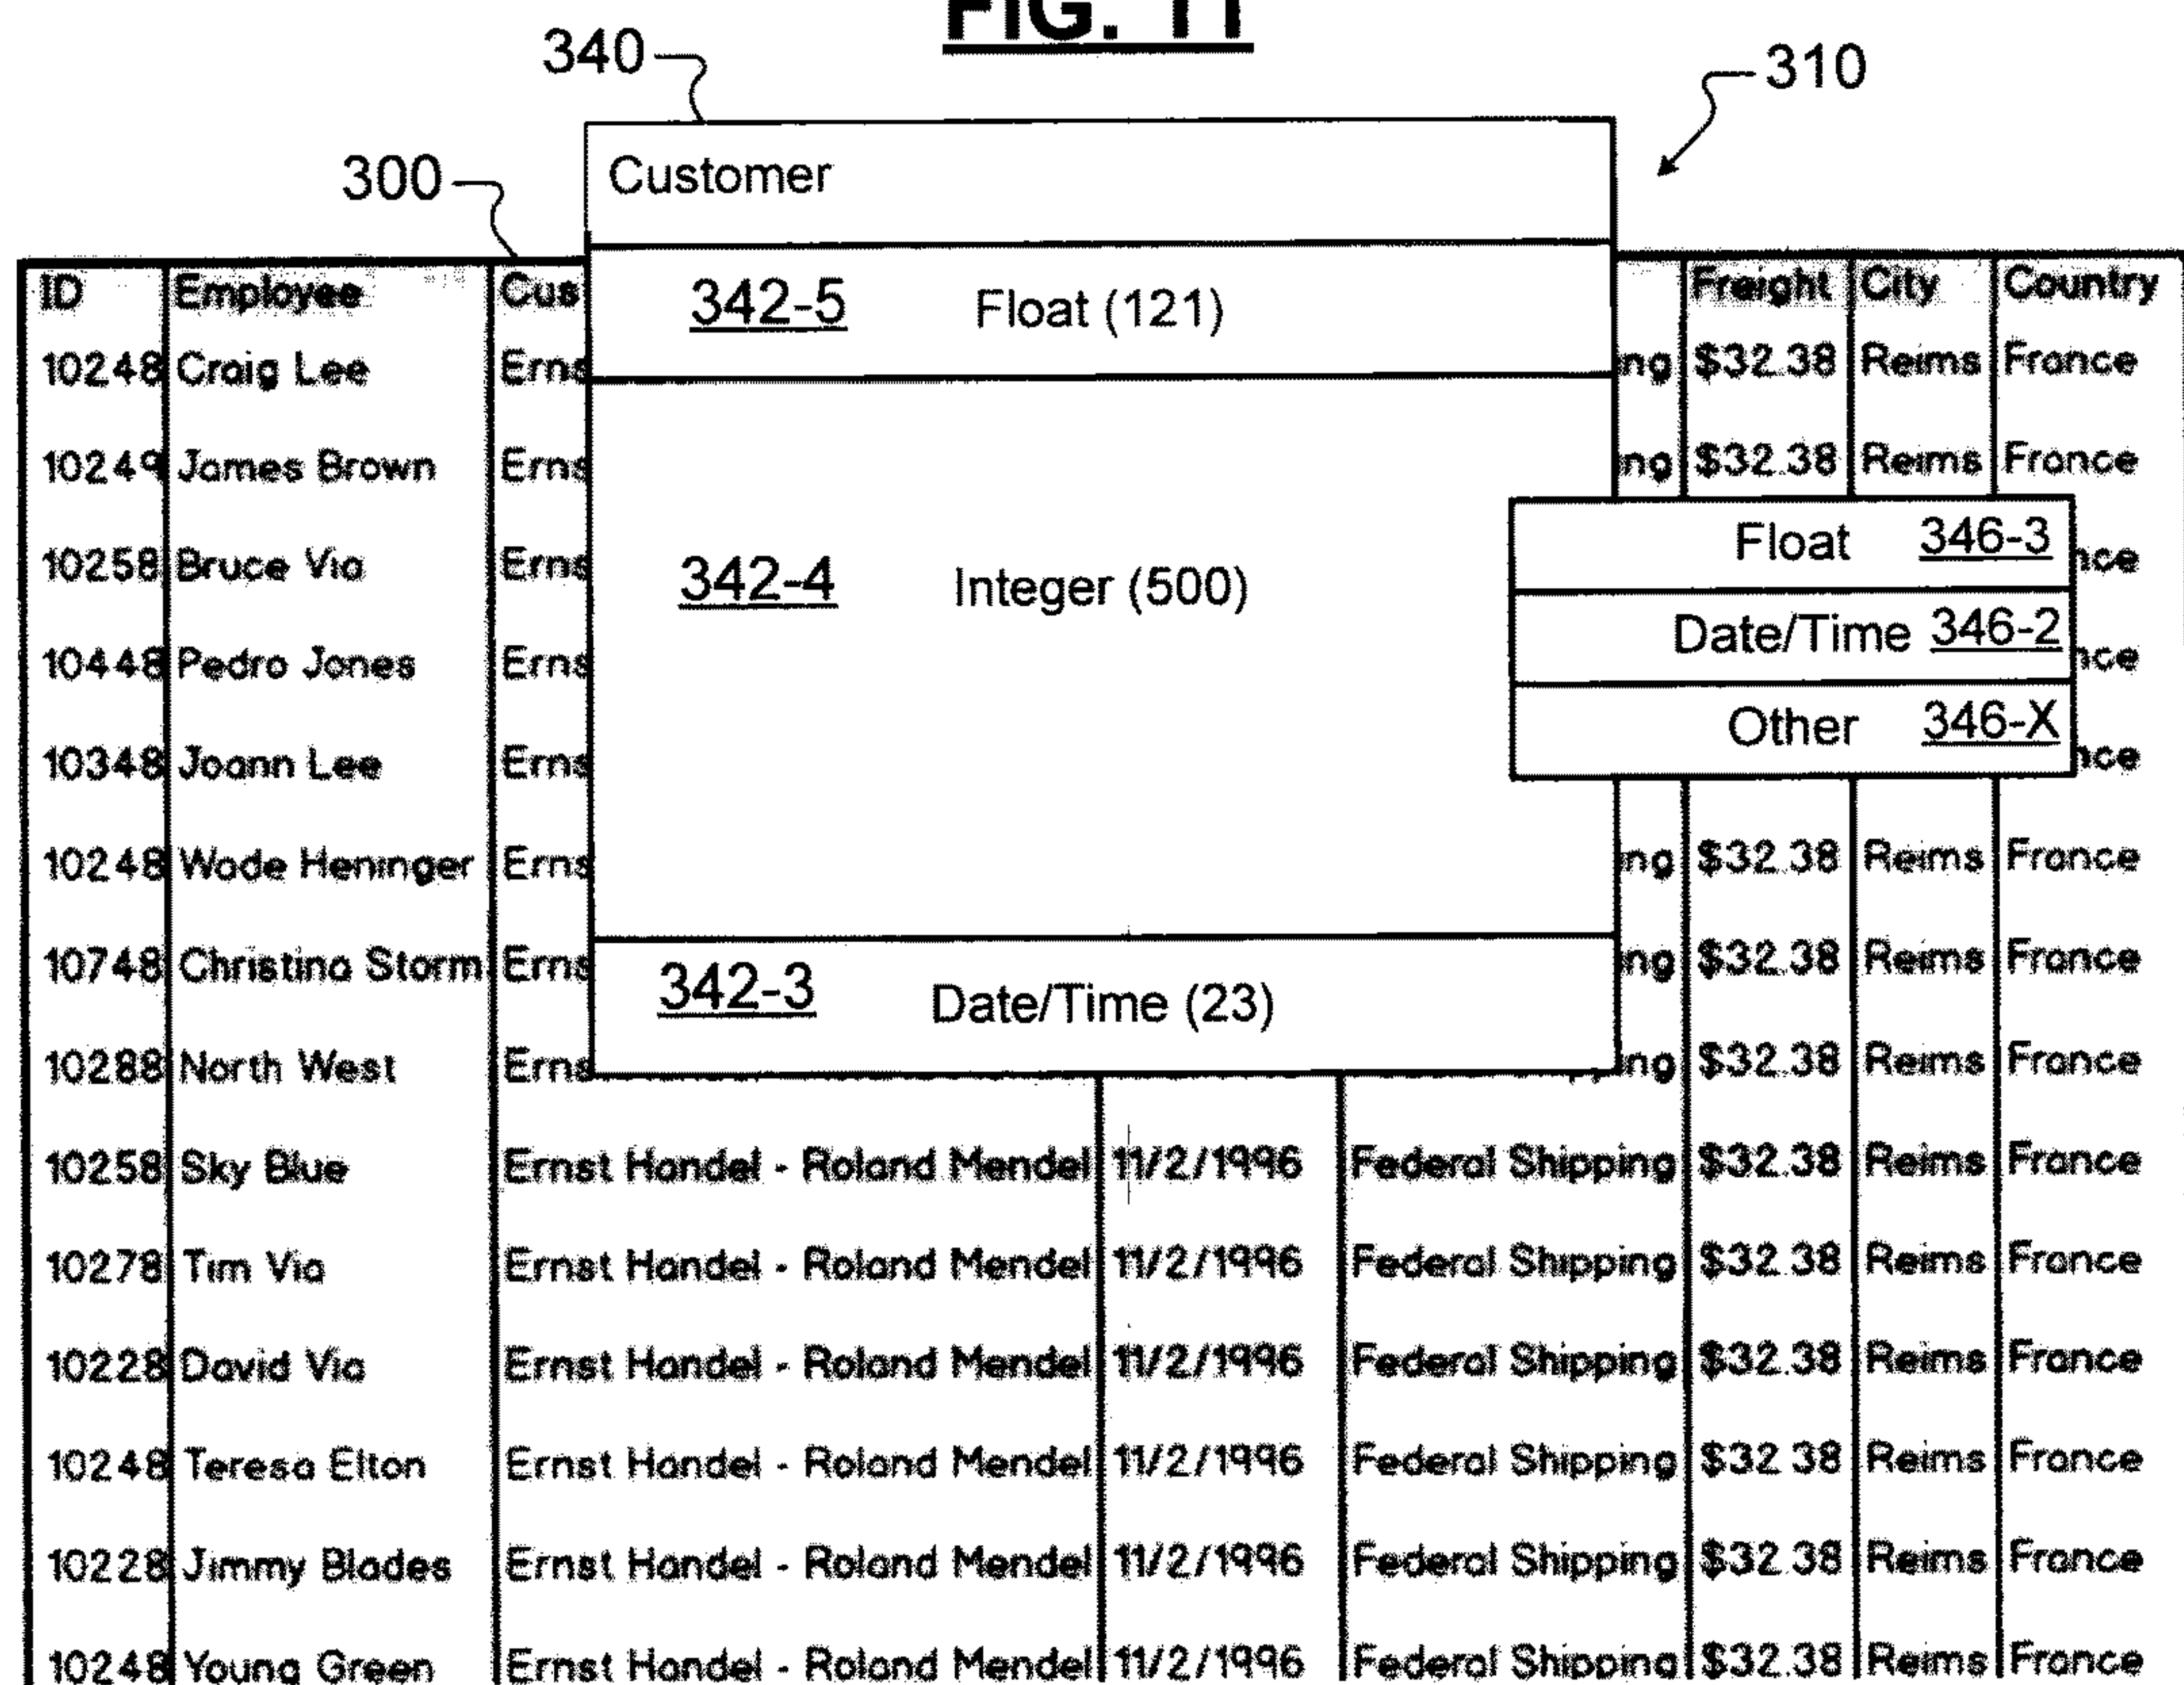 FIG. 11
340
310
300
Customer
ID Employee Cus 342-5 Float (121) Freight City Country
10248 Craig Lee Erns ng $32.38 Reims France
10249 James Brown Erns ng $32.38 Reims France
Float 346-3
10258 Bruce Via Erns 342-4 Integer (500) nce
Date/Time 346-2
10448 Pedro Jones Erns nce
Other 346-X
10348 Joann Lee Erns nce
10248 Wade Heninger Erns ng $32.38 Reims France
10748 Christina Storm Erns 342-3 Date/Time (23) ng $32.38 Reims France
10288 North West Erns ing $32.38 Reims France
10258 Sky Blue Ernst Handel - Roland Mendel 11/2/1996 Federal Shipping $32.38 Reims France
10278 Tim Via Ernst Handel - Roland Mendel 11/2/1996 Federal Shipping $32.38 Reims France
10228 David Via Ernst Handel - Roland Mendel 11/2/1996 Federal Shipping $32.38 Reims France
10248 Teresa Elton Ernst Handel - Roland Mendel 11/2/1996 Federal Shipping $32.38 Reims France
10228 Jimmy Blades Ernst Handel - Roland Mendel 11/2/1996 Federal Shipping $32.38 Reims France
10248 Young Green Ernst Handel - Roland Mendel 11/2/1996 Federal Shipping $32.38 Reims France